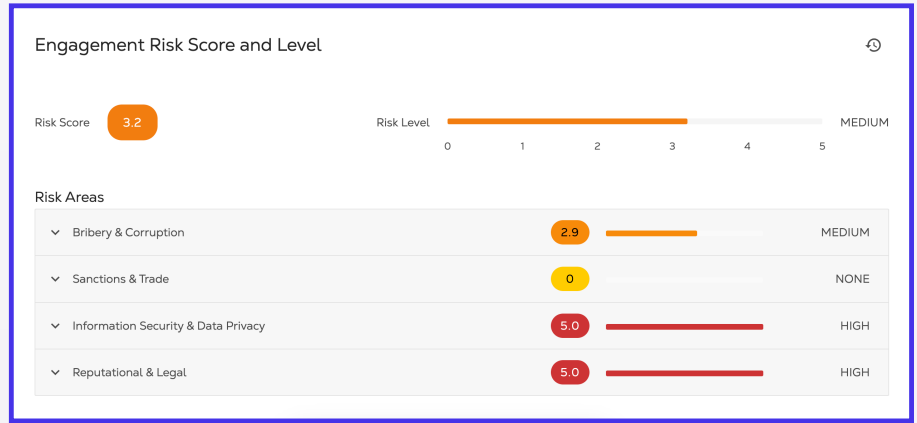 Engagement Risk Score and Level
Risk Score 3.2 Risk Level MEDIUM
0 1 2 3 4 5
Risk Areas
Bribery & Corruption 2.9 MEDIUM
Sanctions & Trade 0 NONE
Information Security & Data Privacy 5.0 HIGH
Reputational & Legal 5.0 HIGH